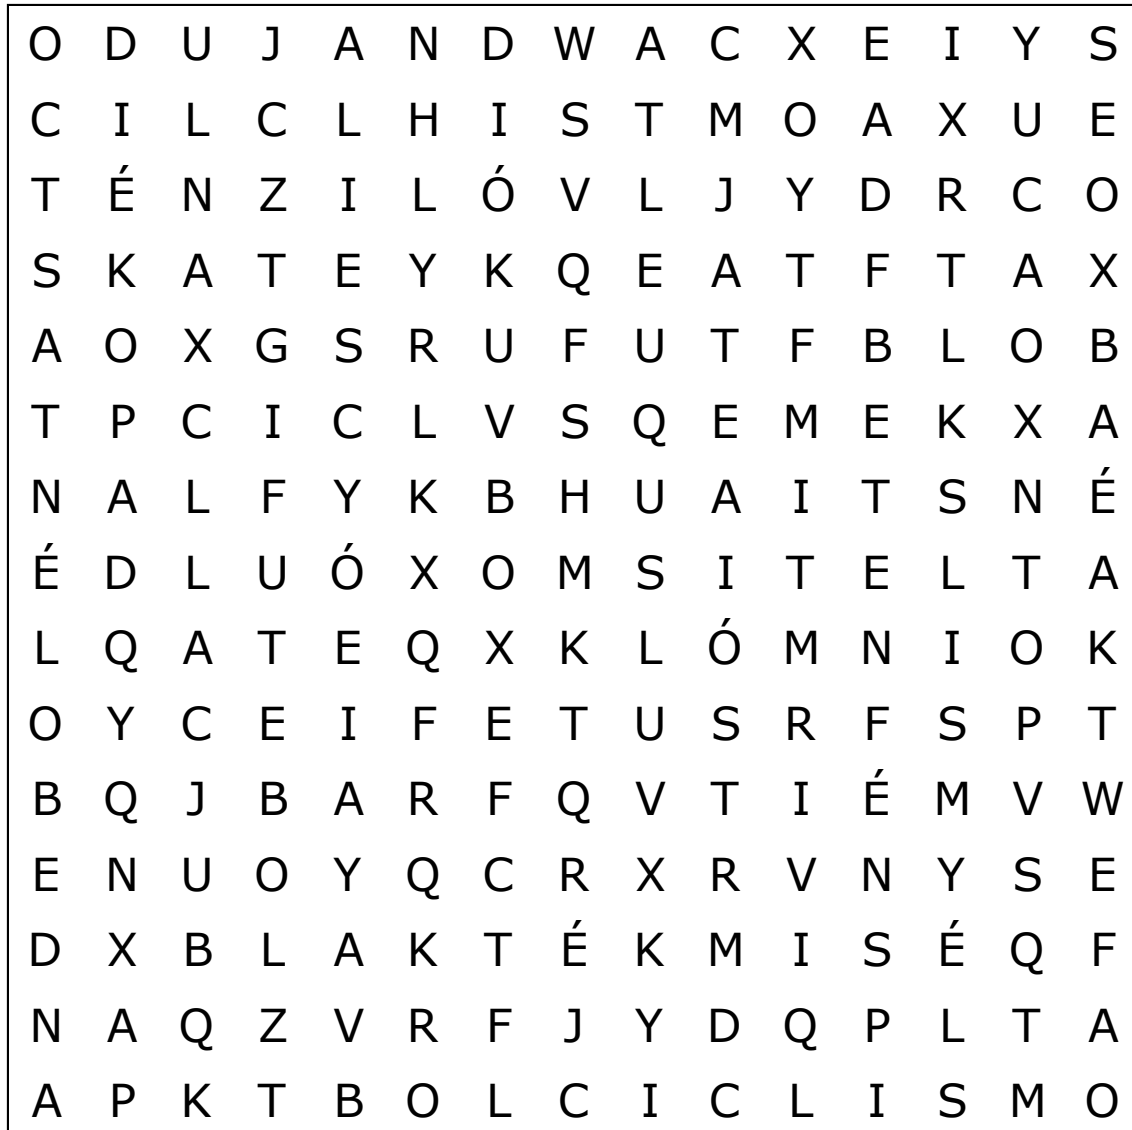 O D U J A N D W A C X E I Y S
C I L C L H I S T M O A X U E
T É N Z I L Ó V L J Y D R C O
S K A T E Y K Q E A T F T A X
A O X G S R U F U T F B L O B
T P C I C L V S Q E M E K X A
N A L F Y K B H U A I T S N É
É D L U Ó X O M S I T E L T A
L Q A T E Q X K L Ó M N I O K
O Y C E I F E T U S R F S P T
B Q J B A R F Q V T I É M V W
E N U O Y Q C R X R V N Y S E
D X B L A K T É K M I S É Q F
N A Q Z V R F J Y D Q P L T A
A P K T B O L C I C L I S M O